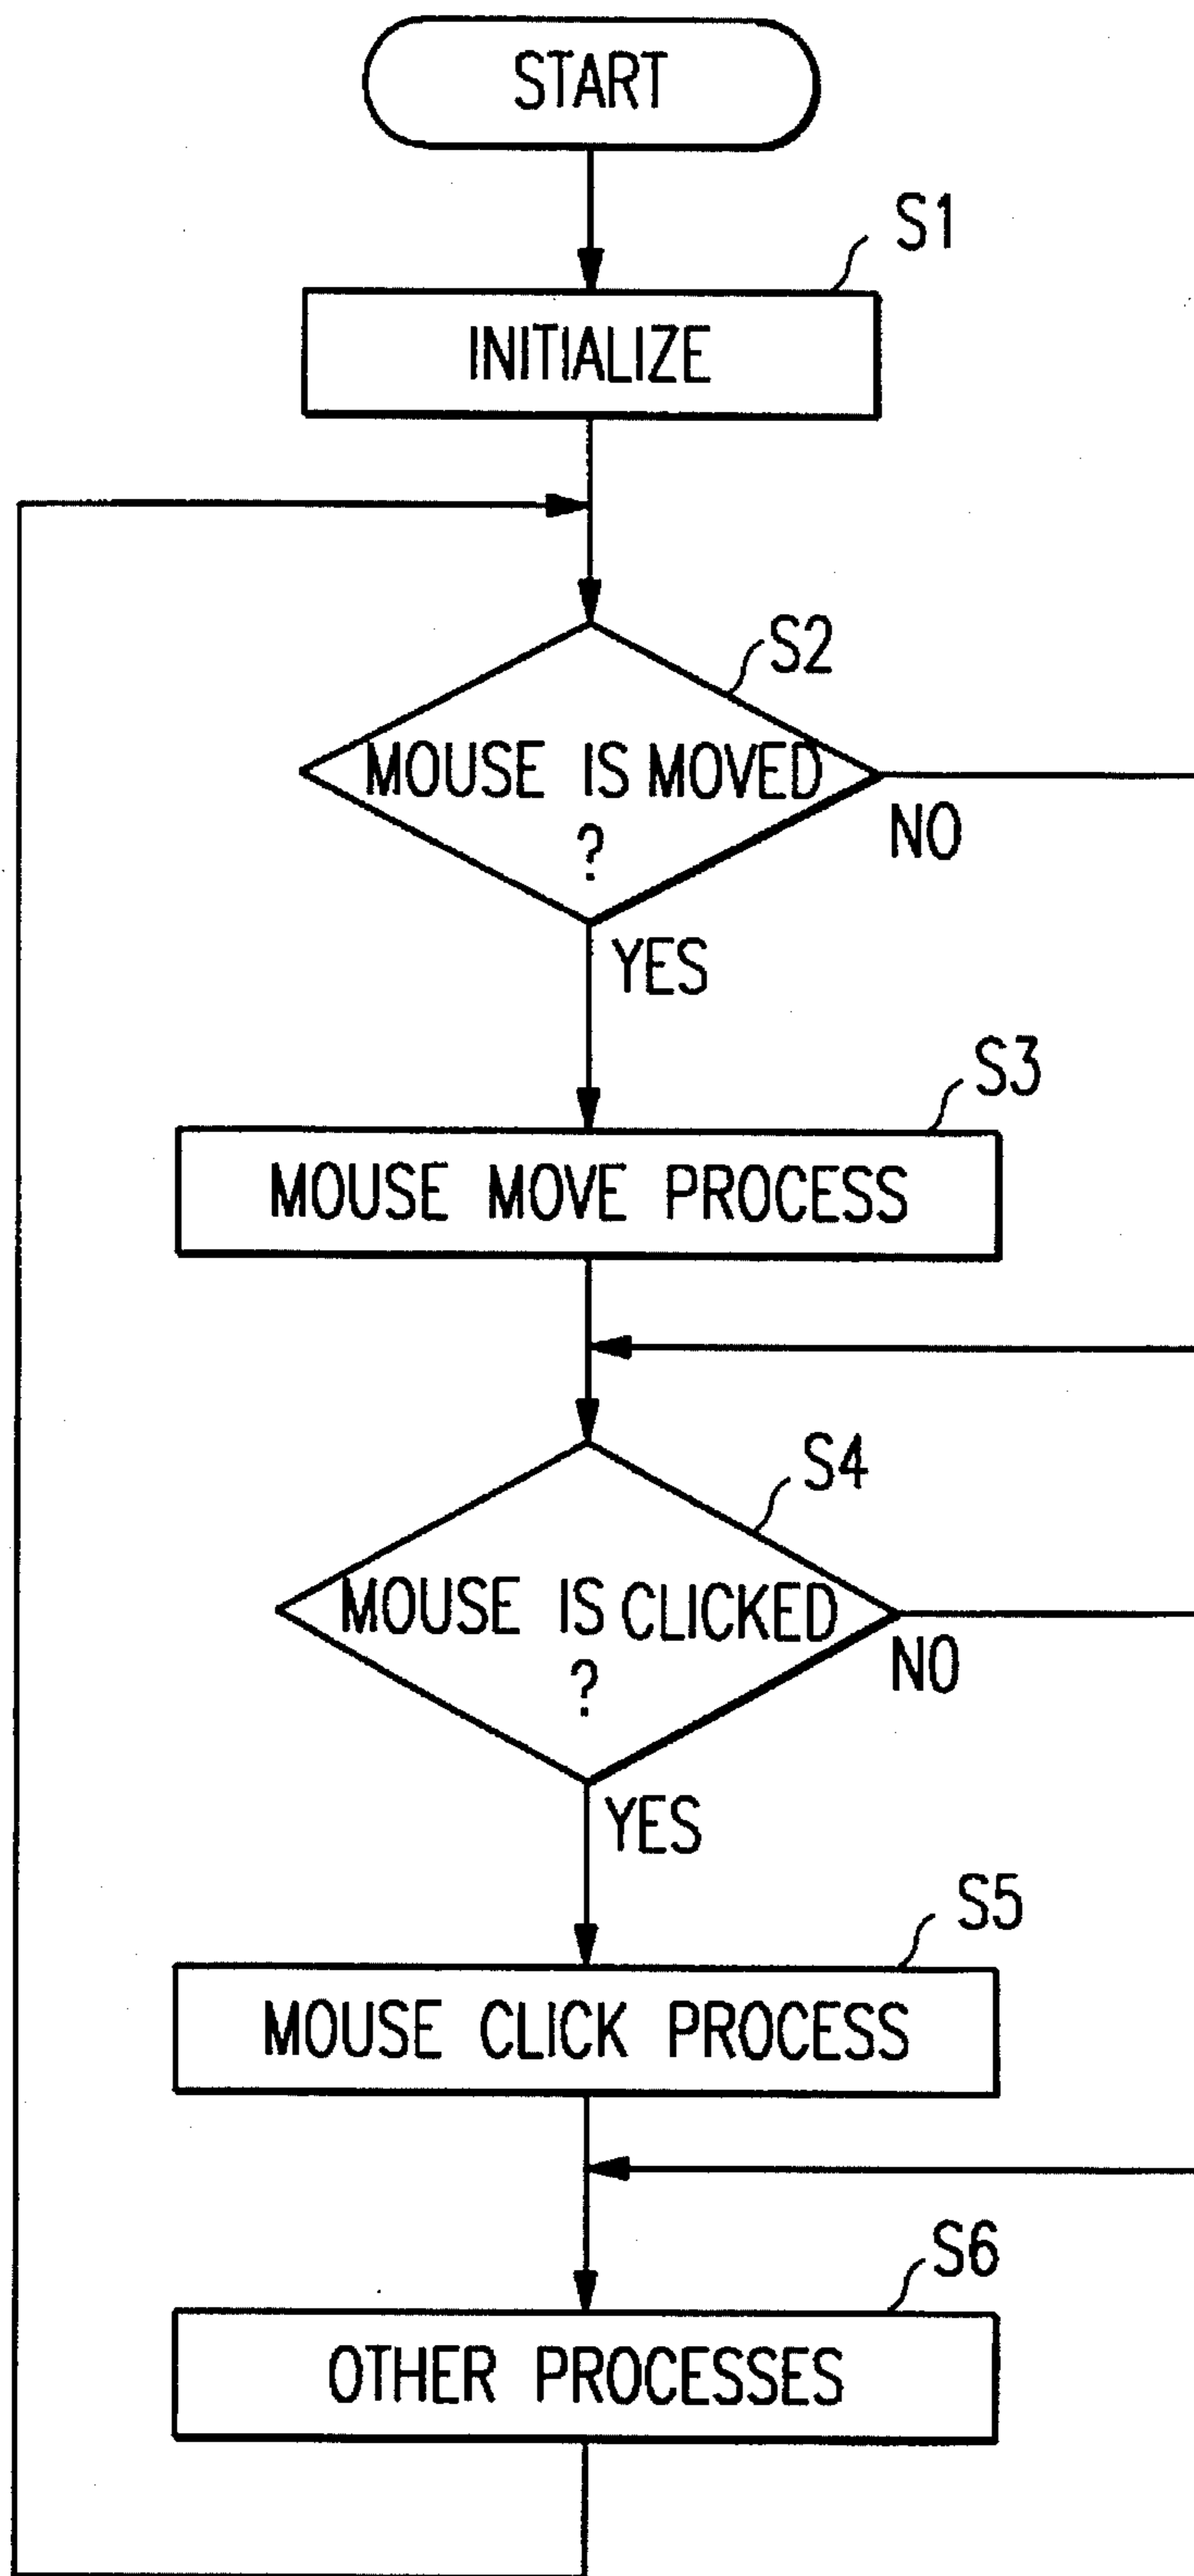 START
S1
INITIALIZE
S2
MOUSE IS MOVED
?
NO
YES
S3
MOUSE MOVE PROCESS
S4
MOUSE IS CLICKED
?
NO
YES
S5
MOUSE CLICK PROCESS
S6
OTHER PROCESSES